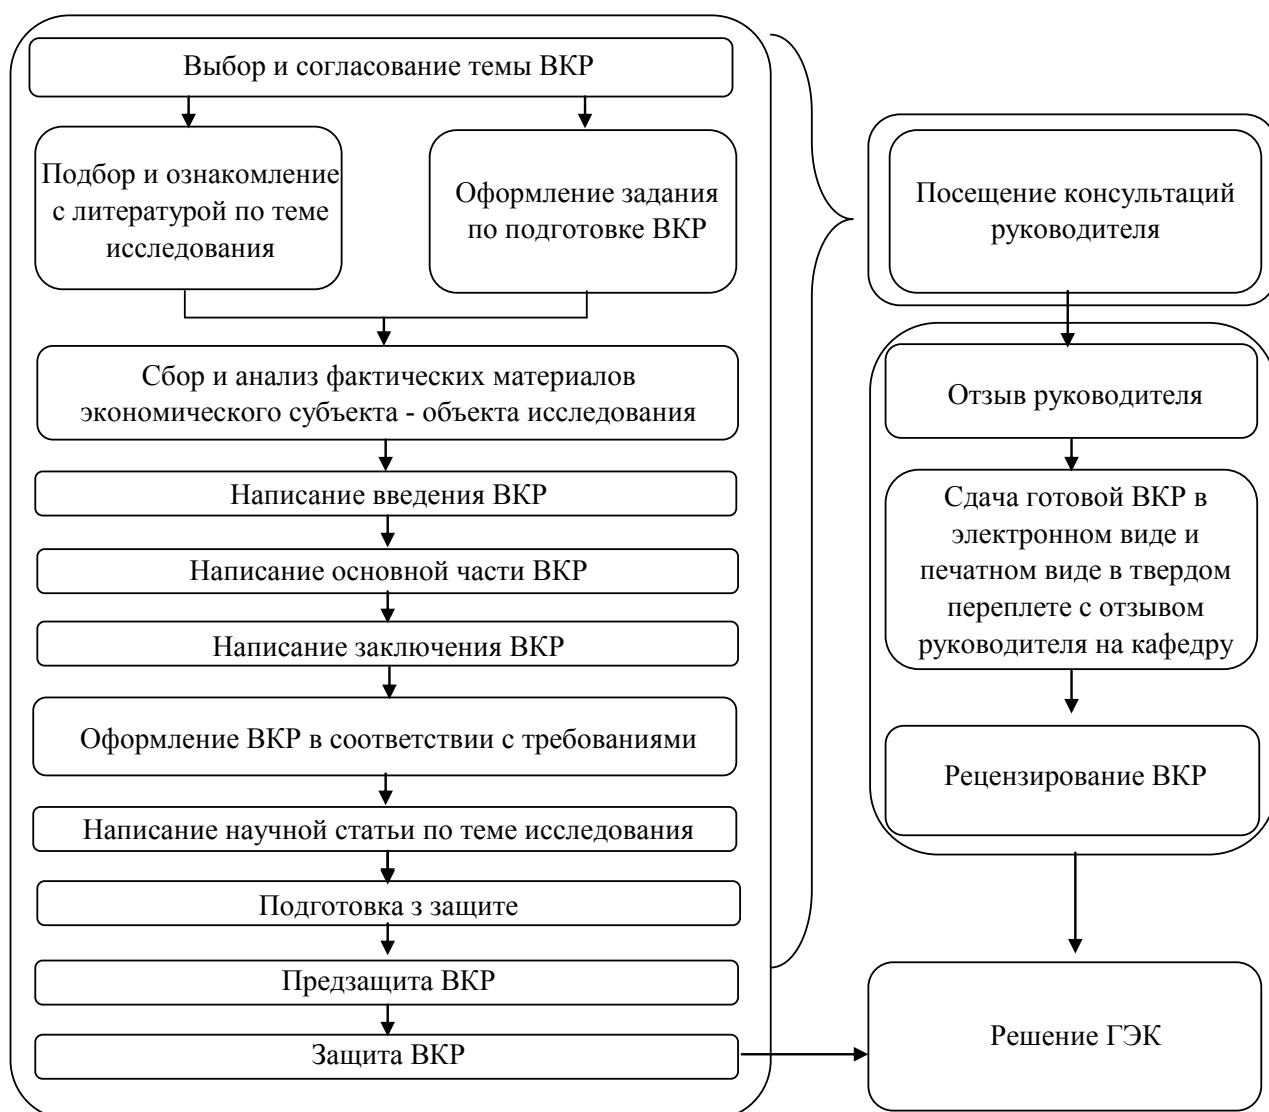 Выбор и согласование темы ВКР
Подбор и ознакомление
с литературой по теме
исследования
Оформление задания
по подготовке ВКР
Сбор и анализ фактических материалов
экономического субъекта - объекта исследования
Написание введения ВКР
Написание основной части ВКР
Написание заключения ВКР
Оформление ВКР в соответствии с требованиями
Написание научной статьи по теме исследования
Подготовка з защите
Предзащита ВКР
Защита ВКР
Посещение консультаций
руководителя
Отзыв руководителя
Сдача готовой ВКР в
электронном виде и
печатном виде в твердом
переплете с отзывом
руководителя на кафедру
Рецензирование ВКР
Решение ГЭК